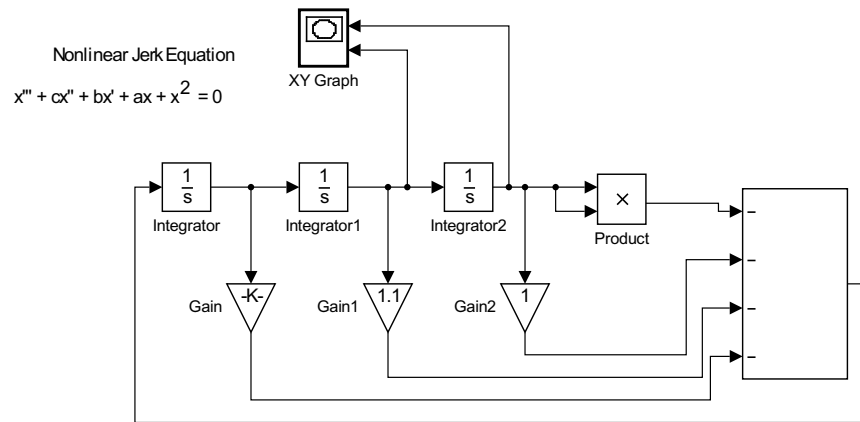 Nonlinear Jerk Equation
XY Graph
x''' + cx'' + bx' + ax + x² = 0
1
s
Integrator
1
s
Integrator1
1
s
Integrator2
×
Product
−
−
−
−
Gain
-K-
Gain1
1.1
Gain2
1